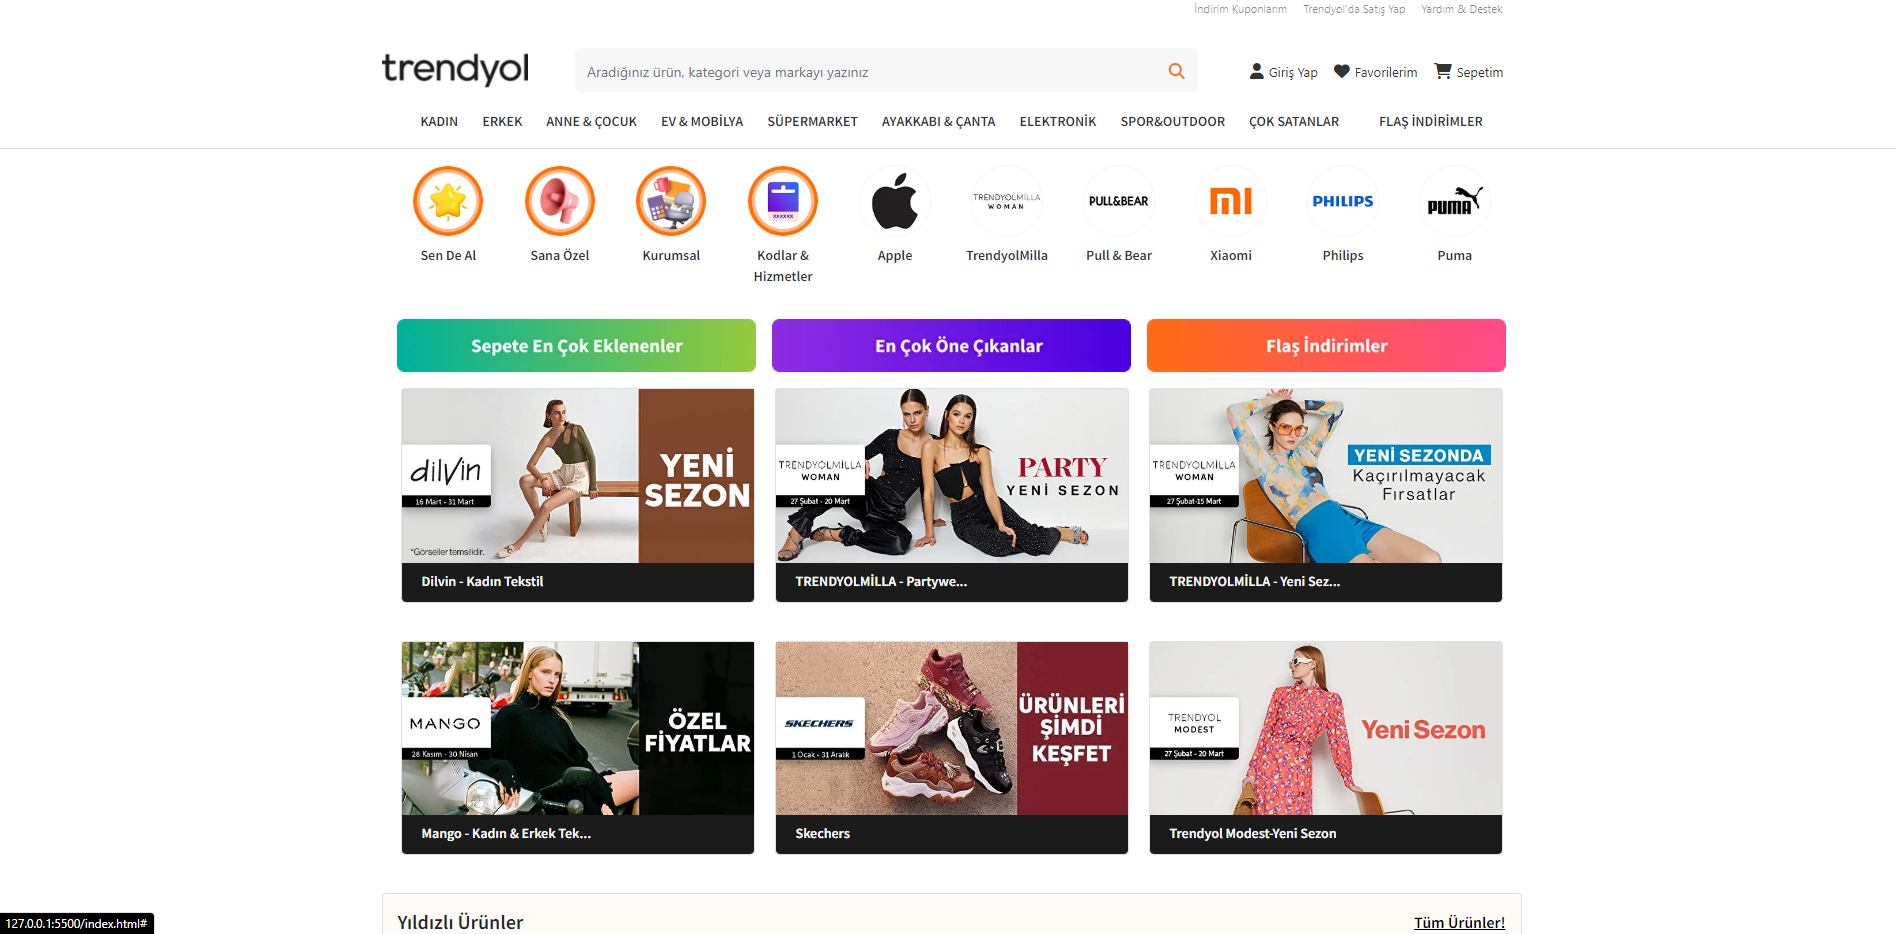 İndirim Kuponlarım Trendyol'da Satış Yap Yardım & Destek
trendyol
Aradığınız ürün, kategori veya markayı yazınız
Giriş Yap Favorilerim Sepetim
KADIN ERKEK ANNE & ÇOCUK EV & MOBİLYA SÜPERMARKET AYAKKABI & ÇANTA ELEKTRONİK SPOR&OUTDOOR ÇOK SATANLAR FLAŞ İNDİRİMLER
XXXXXX
TRENDYOLMİLLA
WOMAN
PULL&BEAR
mi
PHILIPS
PUMA
Sen De Al
Sana Özel
Kurumsal
Kodlar &
Hizmetler
Apple
TrendyolMilla
Pull & Bear
Xiaomi
Philips
Puma
Sepete En Çok Eklenenler
En Çok Öne Çıkanlar
Flaş İndirimler
dilvin
16 Mart - 31 Mart
*Görseller temsilidir.
YENİ
SEZON
Dilvin - Kadın Tekstil
TRENDYOLMİLLA
WOMAN
27 Şubat - 20 Mart
PARTY
YENİ SEZON
TRENDYOLMİLLA - Partywe...
TRENDYOLMİLLA
WOMAN
27 Şubat-15 Mart
YENİ SEZONDA
Kaçırılmayacak
Fırsatlar
TRENDYOLMİLLA - Yeni Sez...
MANGO
28 Kasım - 30 Nisan
ÖZEL
FİYATLAR
Mango - Kadın & Erkek Tek...
SKECHERS
1 Ocak - 31 Aralık
ÜRÜNLERİ
ŞİMDİ
KEŞFET
Skechers
TRENDYOL
MODEST
27 Şubat - 20 Mart
Yeni Sezon
Trendyol Modest-Yeni Sezon
Yıldızlı Ürünler
Tüm Ürünler!
127.0.0.1:5500/index.html#